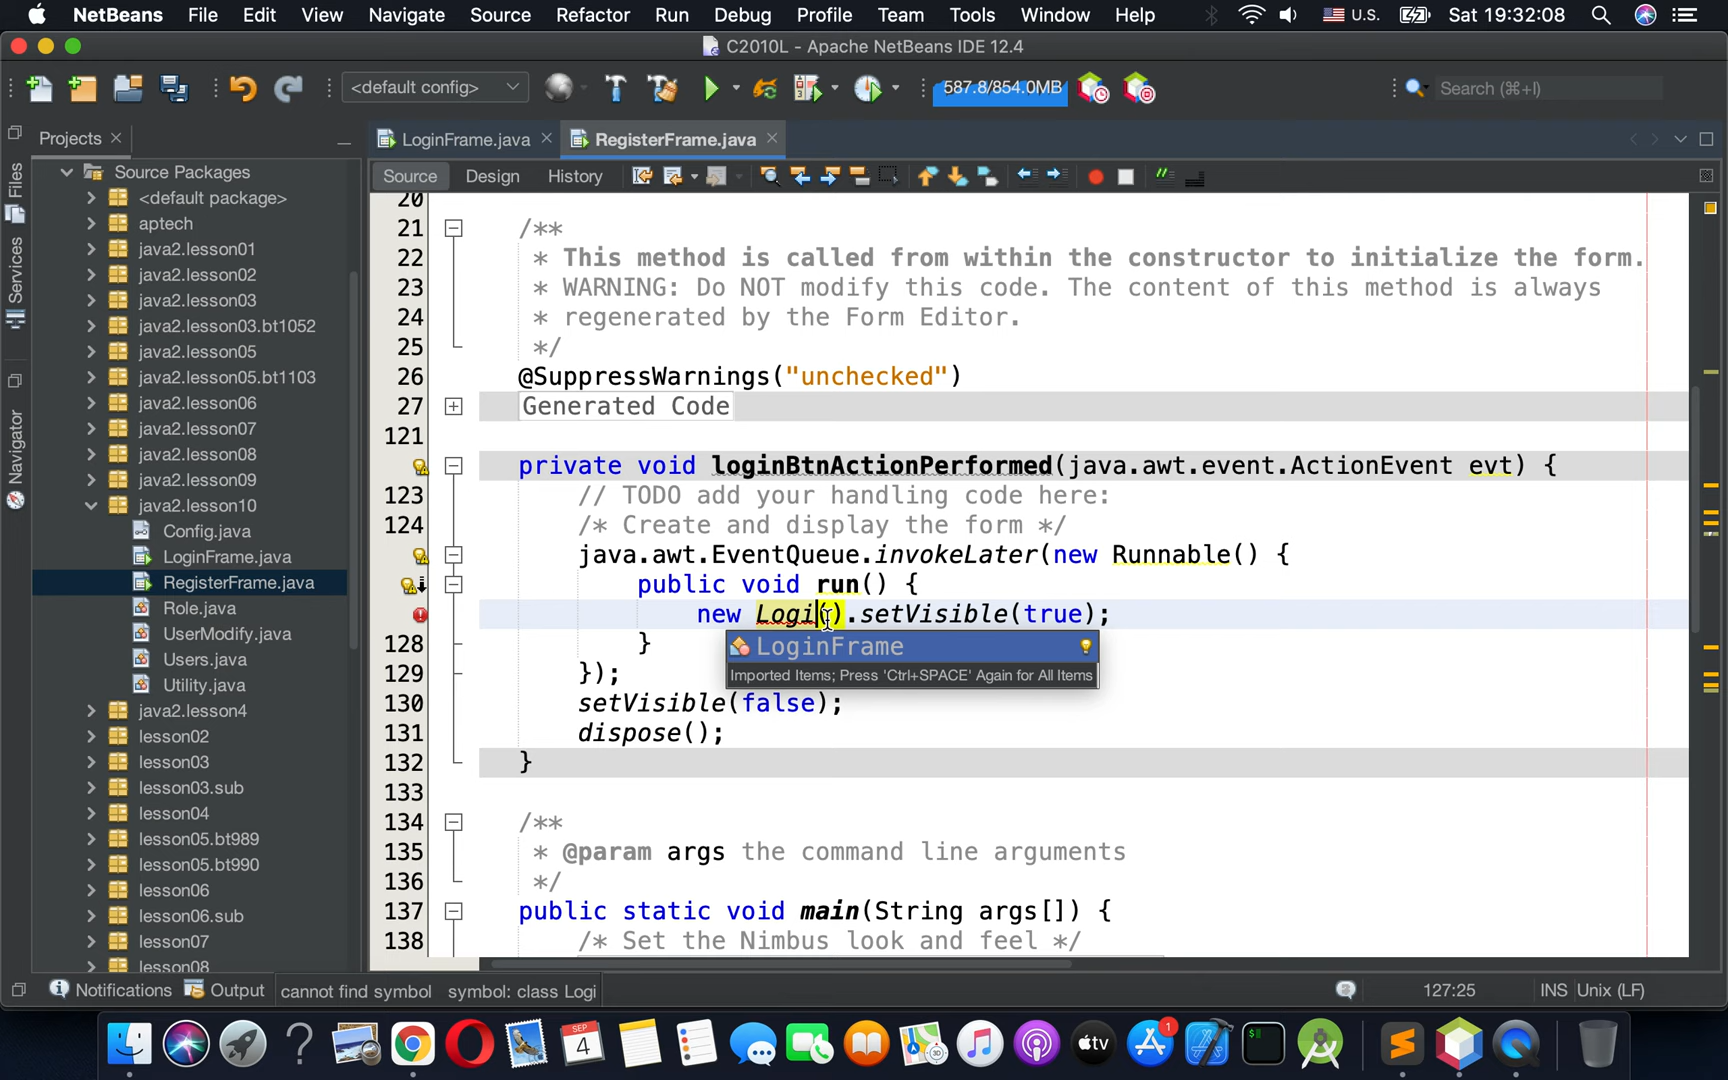 NetBeans File Edit View Navigate Source Refactor Run Debug Profile Team Tools Window Help U.S. Sat 19:32:08
C2010L - Apache NetBeans IDE 12.4
<default config> 587.8/854.0MB Search (⌘+I)
Projects LoginFrame.java RegisterFrame.java
Source Design History
Files
Services
Navigator
Source Packages
<default package>
aptech
java2.lesson01
java2.lesson02
java2.lesson03
java2.lesson03.bt1052
java2.lesson05
java2.lesson05.bt1103
java2.lesson06
java2.lesson07
java2.lesson08
java2.lesson09
java2.lesson10
Config.java
LoginFrame.java
RegisterFrame.java
Role.java
UserModify.java
Users.java
Utility.java
java2.lesson4
lesson02
lesson03
lesson03.sub
lesson04
lesson05.bt989
lesson05.bt990
lesson06
lesson06.sub
lesson07
lesson08
20
21 /**
22 * This method is called from within the constructor to initialize the form.
23 * WARNING: Do NOT modify this code. The content of this method is always
24 * regenerated by the Form Editor.
25 */
26 @SuppressWarnings("unchecked")
27 Generated Code
121
private void loginBtnActionPerformed(java.awt.event.ActionEvent evt) {
123 // TODO add your handling code here:
124 /* Create and display the form */
java.awt.EventQueue.invokeLater(new Runnable() {
public void run() {
new Logi().setVisible(true);
128 }
LoginFrame
Imported Items; Press 'Ctrl+SPACE' Again for All Items
129 });
130 setVisible(false);
131 dispose();
132 }
133
134 /**
135 * @param args the command line arguments
136 */
137 public static void main(String args[]) {
138 /* Set the Nimbus look and feel */
Notifications Output cannot find symbol symbol: class Logi 127:25 INS Unix (LF)
SEP
4
tv
1